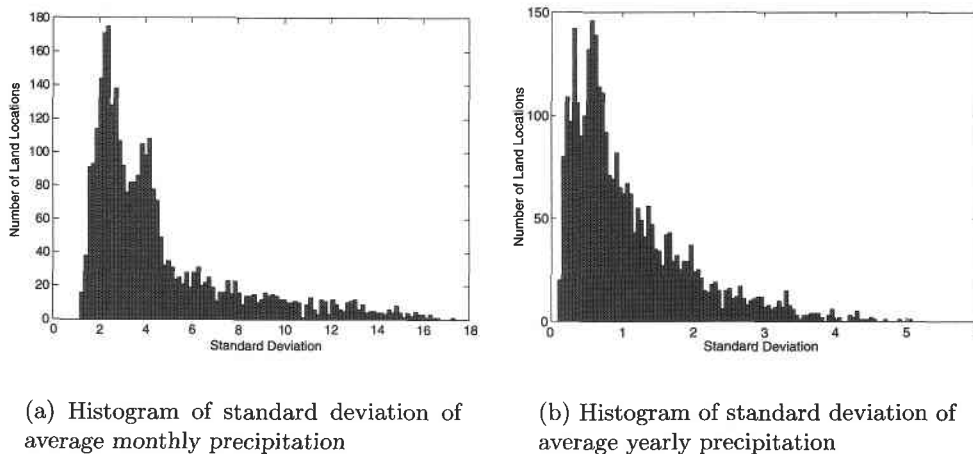 180
160
140
120
100
80
60
40
20
0
Number of Land Locations
0 2 4 6 8 10 12 14 16 18
Standard Deviation
150
100
50
0
Number of Land Locations
0 1 2 3 4 5
Standard Deviation
(a) Histogram of standard deviation of
average monthly precipitation
(b) Histogram of standard deviation of
average yearly precipitation